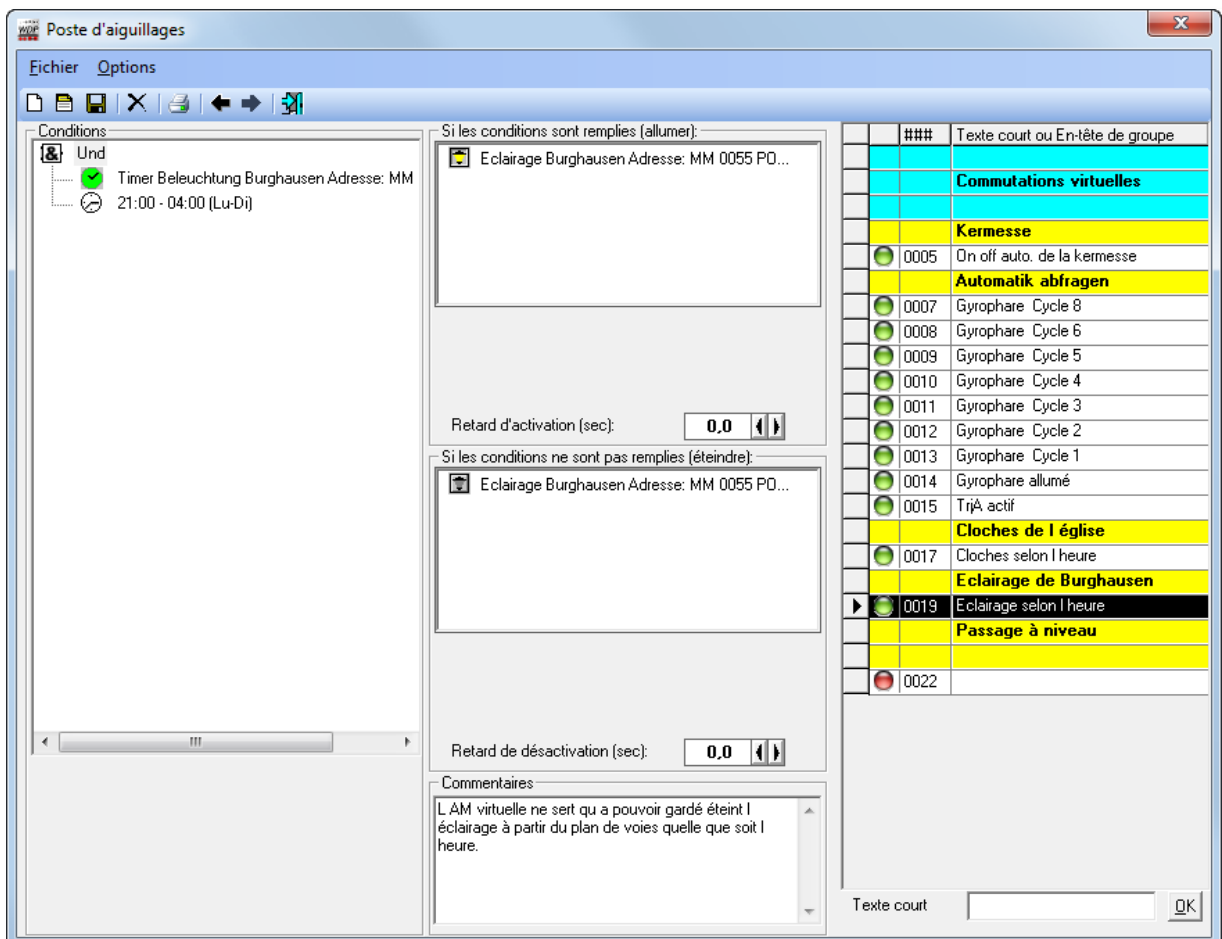 Poste d'aiguillages
Fichier Options
Conditions
Und
Timer Beleuchtung Burghausen Adresse: MM
21:00 - 04:00 (Lu-Di)
Si les conditions sont remplies (allumer):
Eclairage Burghausen Adresse: MM 0055 PO...
Retard d'activation (sec): 0,0
Si les conditions ne sont pas remplies (éteindre):
Eclairage Burghausen Adresse: MM 0055 PO...
Retard de désactivation (sec): 0,0
Commentaires
L AM virtuelle ne sert qu a pouvoir gardé éteint l
éclairage à partir du plan de voies quelle que soit l
heure.
### Texte court ou En-tête de groupe
Commutations virtuelles
Kermesse
0005 On off auto. de la kermesse
Automatik abfragen
0007 Gyrophare Cycle 8
0008 Gyrophare Cycle 6
0009 Gyrophare Cycle 5
0010 Gyrophare Cycle 4
0011 Gyrophare Cycle 3
0012 Gyrophare Cycle 2
0013 Gyrophare Cycle 1
0014 Gyrophare allumé
0015 TrjA actif
Cloches de l église
0017 Cloches selon l heure
Eclairage de Burghausen
0019 Eclairage selon l heure
Passage à niveau
0022
Texte court OK